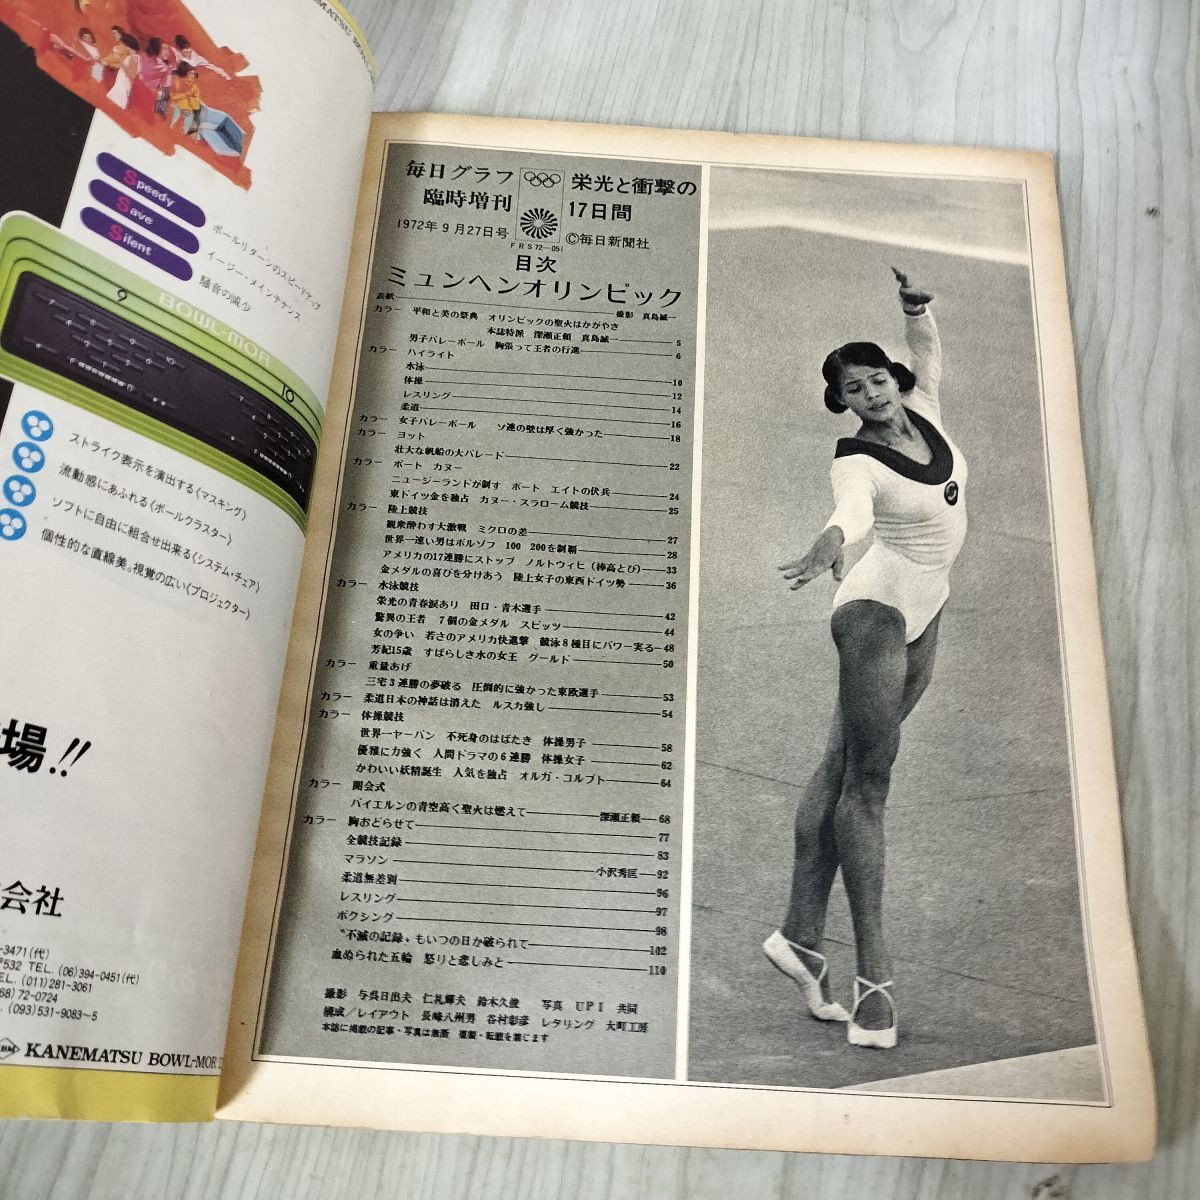 MATSU BOWL
Speedy
Save
Silent
ボールリターンのスピードアップ
イージー・メインテナンス
騒音の減少
9
BOWL-MOR
10
ストライク表示を演出する〈マスキング〉
流動感にあふれる〈ボールクラスター〉
ソフトに自由に組合せ出来る〈システム・チェア〉
個性的な直線美。視覚の広い〈プロジェクター〉
場!!
会社
-3471(代)
〒532 TEL. (06)394-0451(代)
TEL. (011)281-3061
68) 72-0724
. (093)531-9083~5
BM KANEMATSU BOWL-MOR
毎日グラフ
臨時増刊
1972年9月27日号
FRS72-05i
栄光と衝撃の
17日間
©毎日新聞社
目次
ミュンヘンオリンピック
表紙 撮影 真島誠一
カラー 平和と美の祭典 オリンピックの聖火はかがやき
本誌特派 深瀬正頼 真島誠一 5
男子バレーボール 胸張って王者の行進 6
カラー ハイライト
水泳 10
体操 12
レスリング 14
柔道 16
カラー 女子バレーボール ソ連の壁は厚く強かった 18
カラー ヨット
壮大な帆船の大パレード 22
カラー ボート カヌー
ニュージーランドが制す ボート エイトの伏兵 24
東ドイツ金を独占 カヌー・スラローム競技 25
カラー 陸上競技
観衆酔わす大激戦 ミクロの差 27
世界一速い男はボルゾフ 100 200を制覇 28
アメリカの17連勝にストップ ノルトウィヒ(棒高とび) 33
金メダルの喜びを分けあう 陸上女子の東西ドイツ勢 36
カラー 水泳競技
栄光の青春涙あり 田口・青木選手 42
驚異の王者 7個の金メダル スピッツ 44
女の争い 若さのアメリカ快進撃 競泳8種目にパワー実る 48
芳紀15歳 すばらしき水の女王 グールド 50
カラー 重量あげ
三宅3連勝の夢破る 圧倒的に強かった東欧選手 53
カラー 柔道日本の神話は消えた ルスカ強し 54
カラー 体操競技
世界一ヤーパン 不死身のはばたき 体操男子 58
優雅に力強く 人間ドラマの6連勝 体操女子 62
かわいい妖精誕生 人気を独占 オルガ・コルブト 64
カラー 開会式
バイエルンの青空高く聖火は燃えて 深瀬正頼 68
カラー 胸おどらせて 77
全競技記録 83
マラソン 小沢秀匡 92
柔道無差別 96
レスリング 97
ボクシング 98
“不滅の記録〟もいつの日か破られて 102
血ぬられた五輪 怒りと悲しみと 110
撮影 与呉日出夫 仁礼輝夫 鈴木久俊 写真 UPI 共同
構成/レイアウト 長峰八州男 谷村彰彦 レタリング 大町工房
本誌に掲載の記事・写真は無断 複製・転載を禁じます